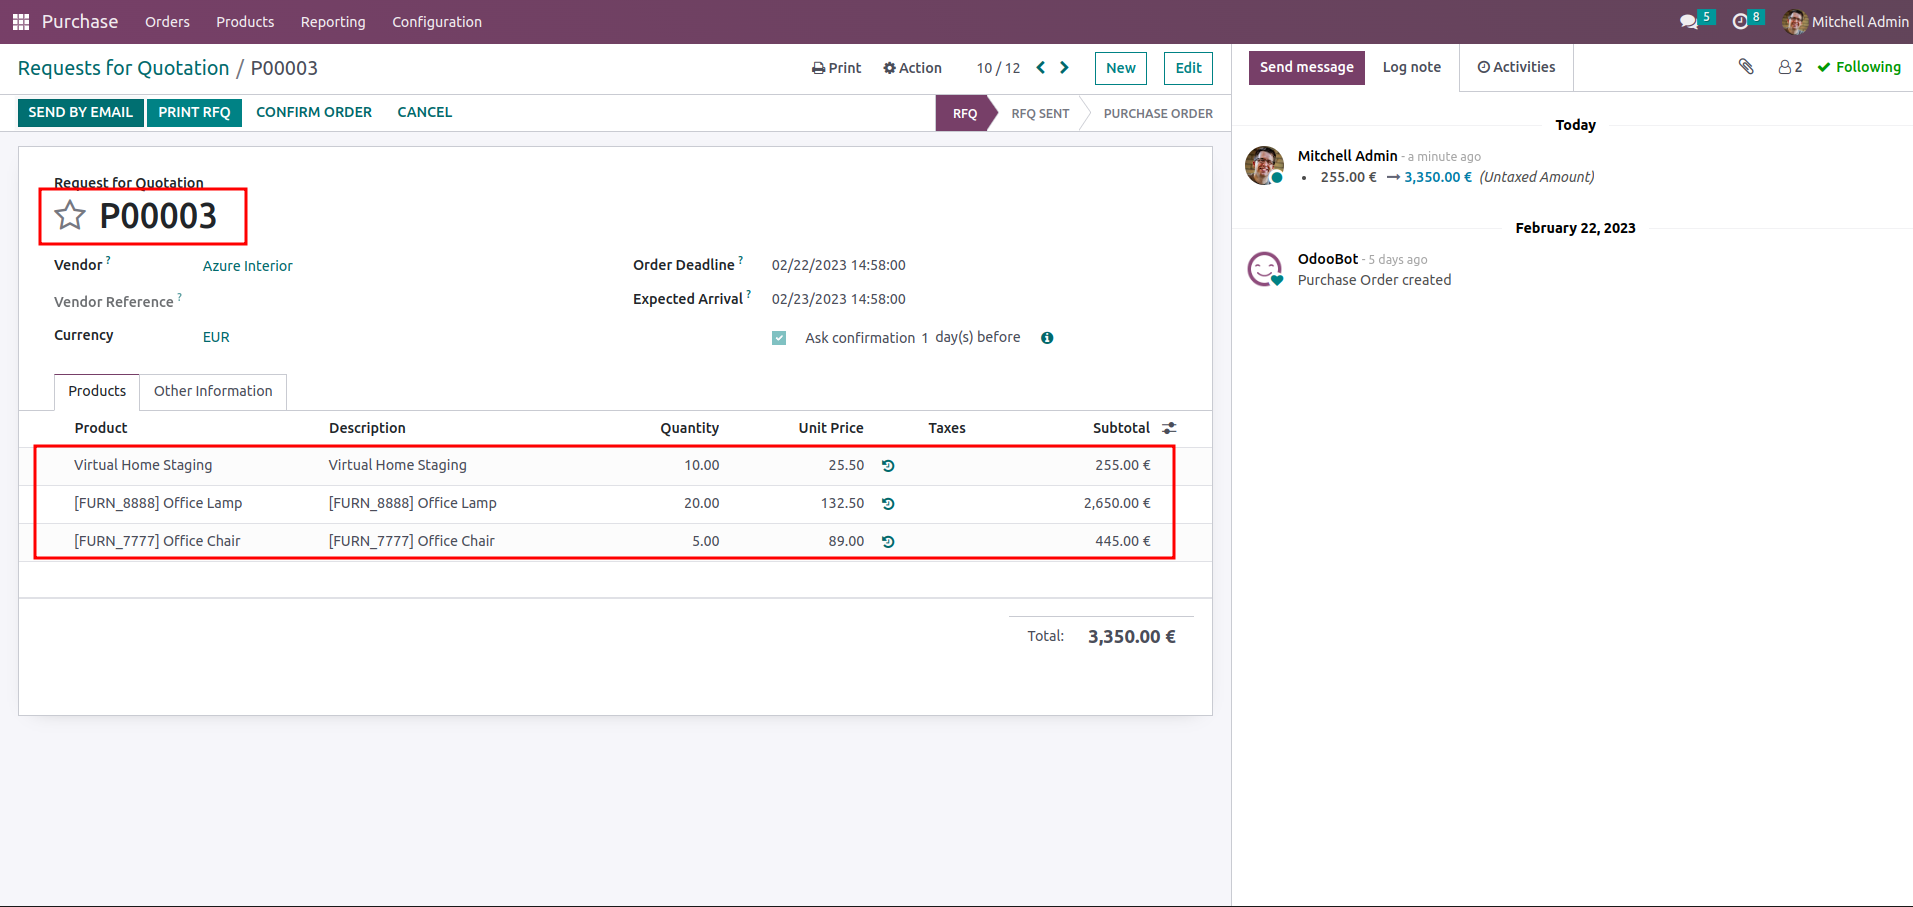 Purchase Orders Products Reporting Configuration 5 8 Mitchell Admin
Requests for Quotation / P00003 Print Action 10 / 12 New Edit
SEND BY EMAIL PRINT RFQ CONFIRM ORDER CANCEL RFQ RFQ SENT PURCHASE ORDER
Request for Quotation
P00003
Vendor ? Azure Interior
Vendor Reference ?
Currency EUR
Order Deadline ? 02/22/2023 14:58:00
Expected Arrival ? 02/23/2023 14:58:00
Ask confirmation 1 day(s) before
Products Other Information
Product Description Quantity Unit Price Taxes Subtotal
Virtual Home Staging Virtual Home Staging 10.00 25.50 255.00 €
[FURN_8888] Office Lamp [FURN_8888] Office Lamp 20.00 132.50 2,650.00 €
[FURN_7777] Office Chair [FURN_7777] Office Chair 5.00 89.00 445.00 €
Total: 3,350.00 €
Send message Log note Activities 2 Following
Today
Mitchell Admin - a minute ago
• 255.00 € → 3,350.00 € (Untaxed Amount)
February 22, 2023
OdooBot - 5 days ago
Purchase Order created